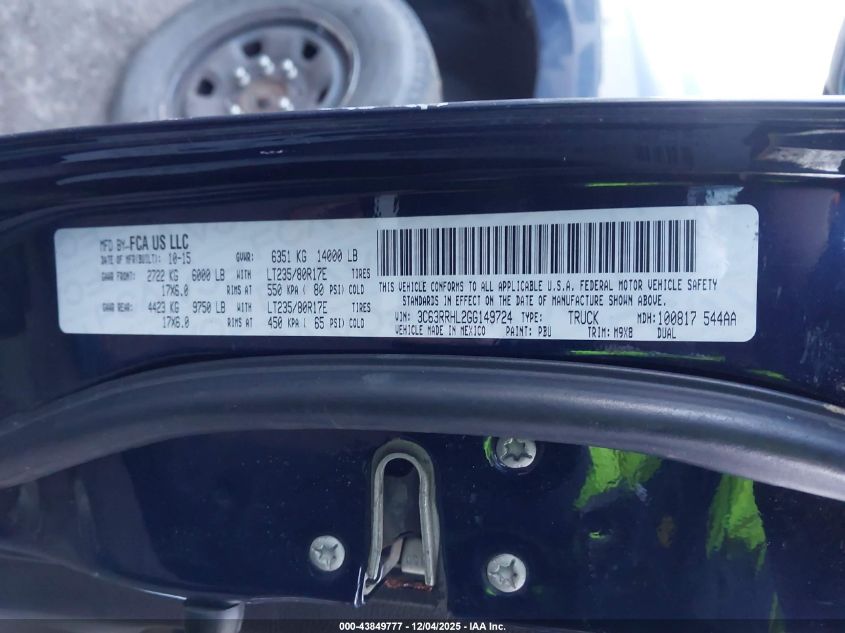 MFD BY-FCA US LLC
DATE OF MFR(BUILT): 10-15 GVWR: 6351 KG 14000 LB
GAWR FRONT: 2722 KG 6000 LB WITH LT235/80R17E TIRES
17X6.0 RIMS AT 550 KPA ( 80 PSI) COLD
GAWR REAR: 4423 KG 9750 LB WITH LT235/80R17E TIRES
17X6.0 RIMS AT 450 KPA ( 65 PSI) COLD
THIS VEHICLE CONFORMS TO ALL APPLICABLE U.S.A. FEDERAL MOTOR VEHICLE SAFETY
STANDARDS IN EFFECT ON THE DATE OF MANUFACTURE SHOWN ABOVE.
VIN: 3C63RRHL2GG149724 TYPE: TRUCK MDH: 100817 544AA
VEHICLE MADE IN MEXICO PAINT: PBU TRIM: M9X8 DUAL
000-43849777 - 12/04/2025 - IAA Inc.